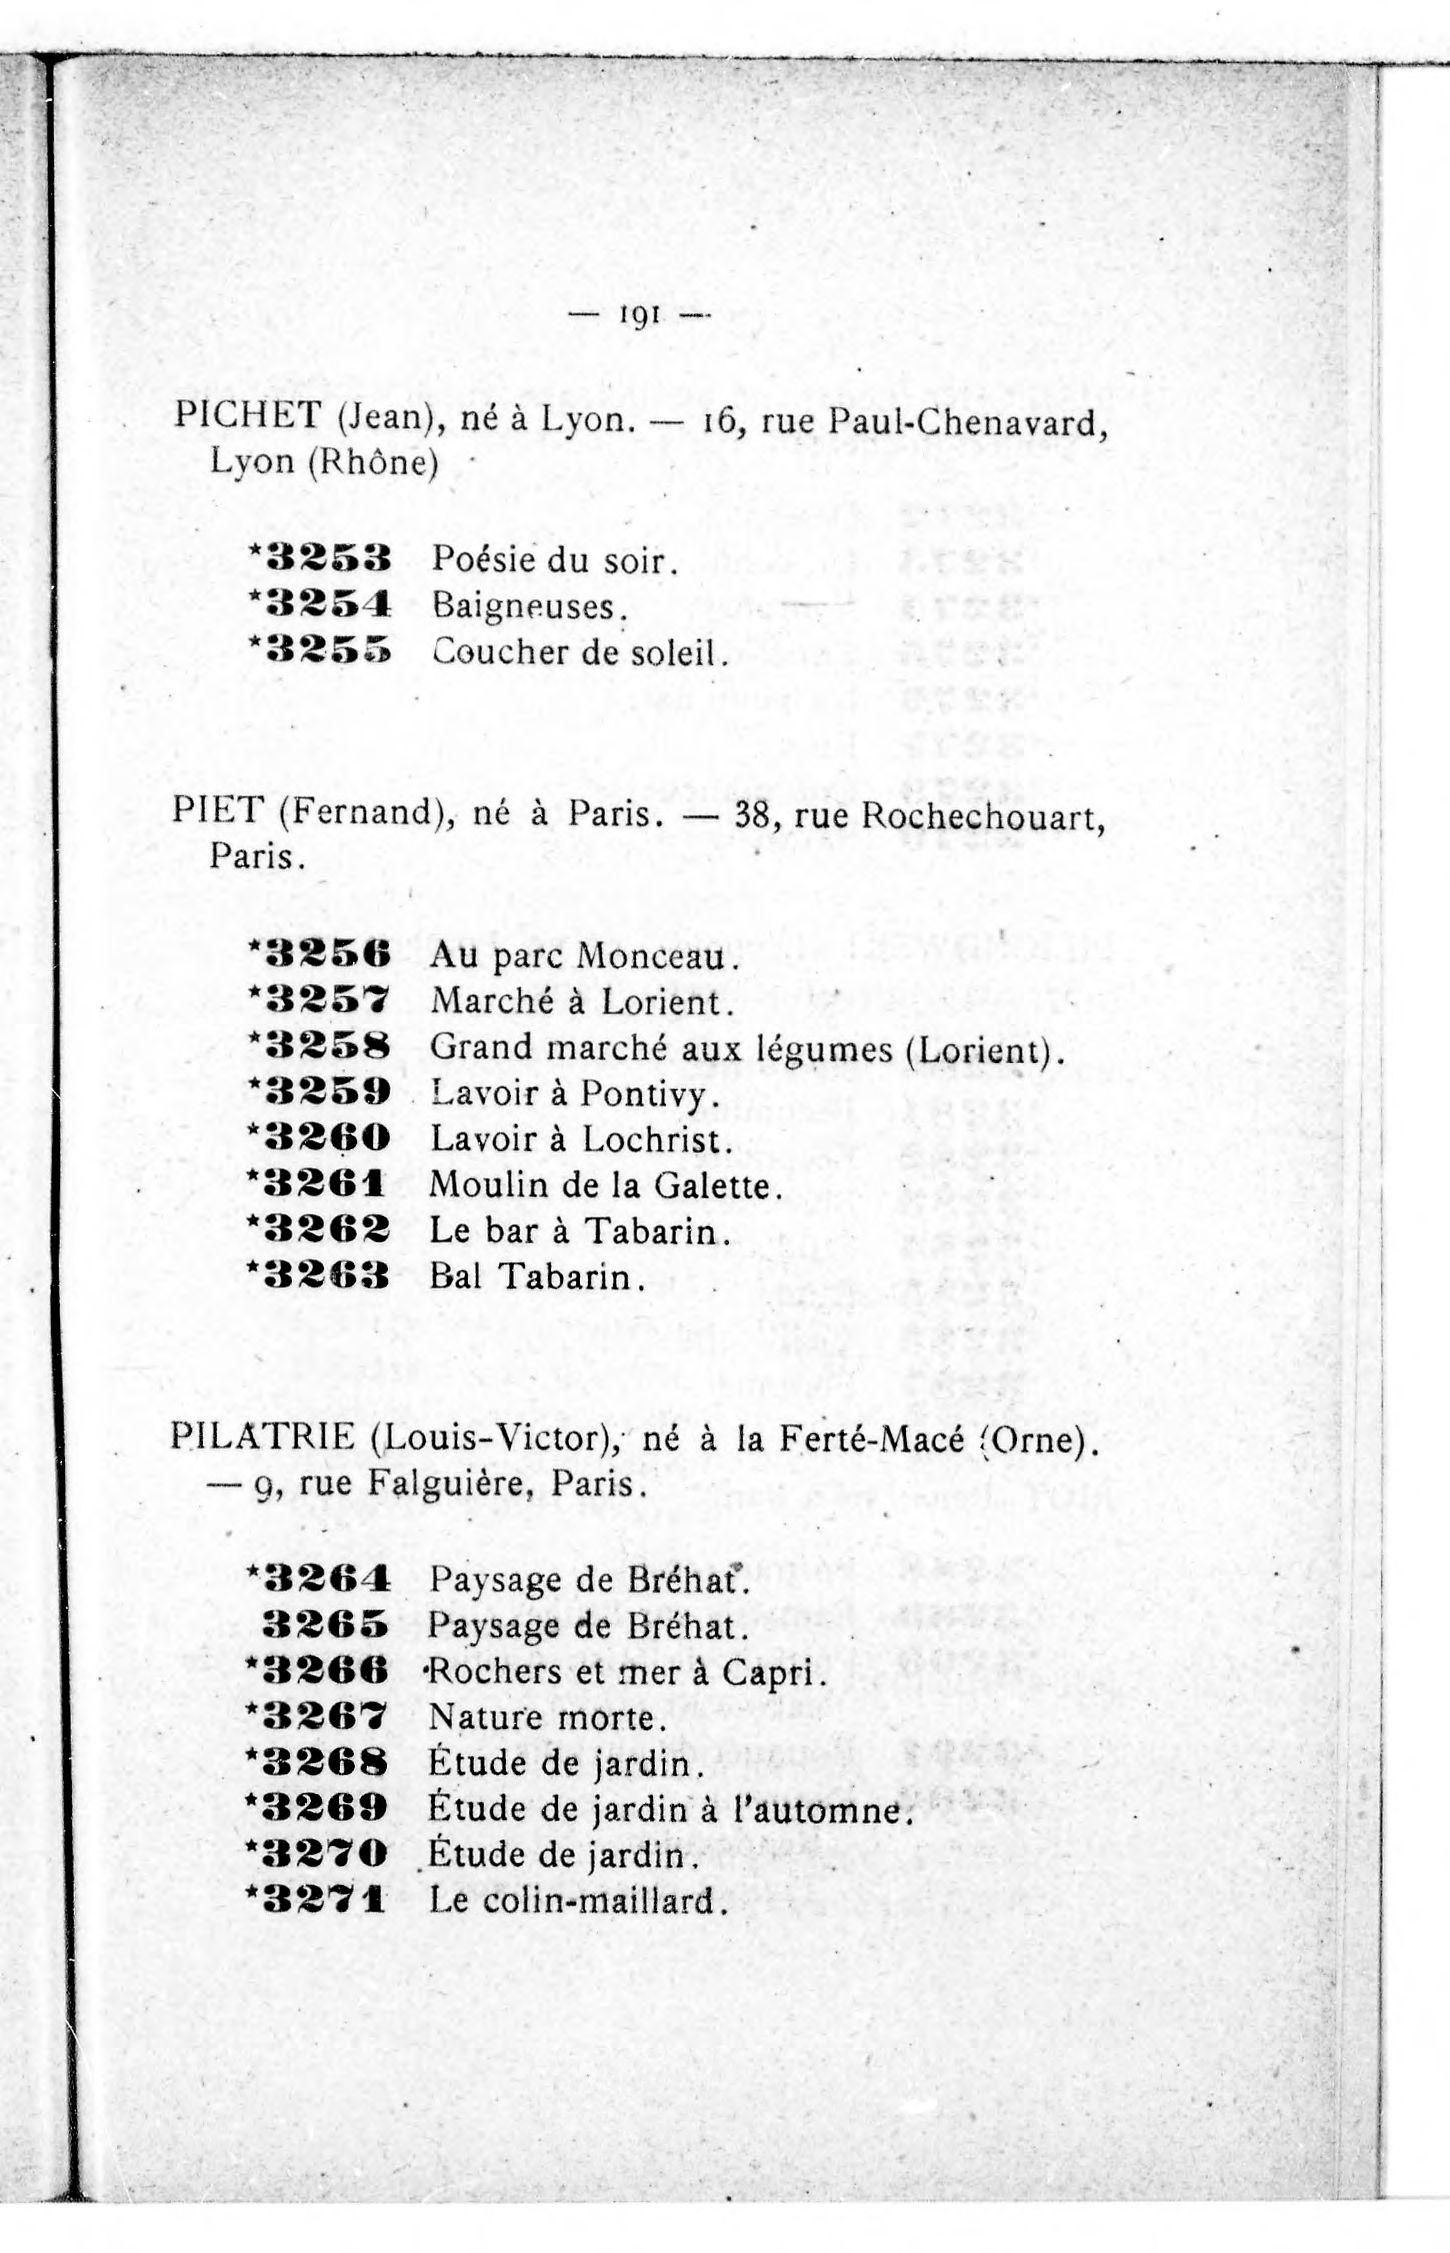 — 191 —
PICHET (Jean), né à Lyon. — 16, rue Paul-Chenavard,
Lyon (Rhône)
*3253 Poésie du soir.
*3254 Baigneuses.
*3255 Coucher de soleil.
PIET (Fernand), né à Paris. — 38, rue Rochechouart,
Paris.
*3256 Au parc Monceau.
*3257 Marché à Lorient.
*3258 Grand marché aux légumes (Lorient).
*3259 Lavoir à Pontivy.
*3260 Lavoir à Lochrist.
*3261 Moulin de la Galette.
*3262 Le bar à Tabarin.
*3263 Bal Tabarin.
PILATRIE (Louis-Victor), né à la Ferté-Macé (Orne).
— 9, rue Falguière, Paris.
*3264 Paysage de Bréhat.
3265 Paysage de Bréhat.
*3266 Rochers et mer à Capri.
*3267 Nature morte.
*3268 Étude de jardin.
*3269 Étude de jardin à l'automne.
*3270 Étude de jardin.
*3271 Le colin-maillard.